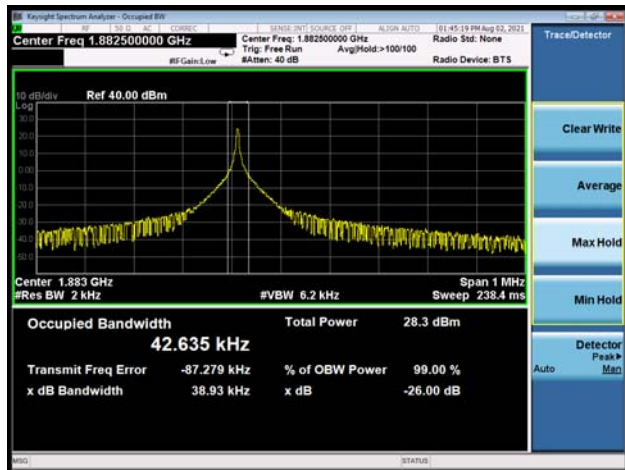 Keysight Spectrum Analyzer - Occupied BW
RF 50 Ω AC CORREC SENSE:INT SOURCE OFF ALIGN AUTO 01:45:19 PM Aug 02, 2021
Center Freq 1.882500000 GHz
Center Freq: 1.882500000 GHz
Radio Std: None
Trig: Free Run Avg|Hold:>100/100
#IFGain:Low #Atten: 40 dB Radio Device: BTS
Trace/Detector
10 dB/div Ref 40.00 dBm
Log
30.0
20.0
10.0
0.00
-10.0
-20.0
-30.0
-40.0
-50.0
Center 1.883 GHz Span 1 MHz
#Res BW 2 kHz #VBW 6.2 kHz Sweep 238.4 ms
Occupied Bandwidth Total Power 28.3 dBm
42.635 kHz
Transmit Freq Error -87.279 kHz % of OBW Power 99.00 %
x dB Bandwidth 38.93 kHz x dB -26.00 dB
Clear Write
Average
Max Hold
Min Hold
Detector
Peak▶
Auto Man
MSG STATUS